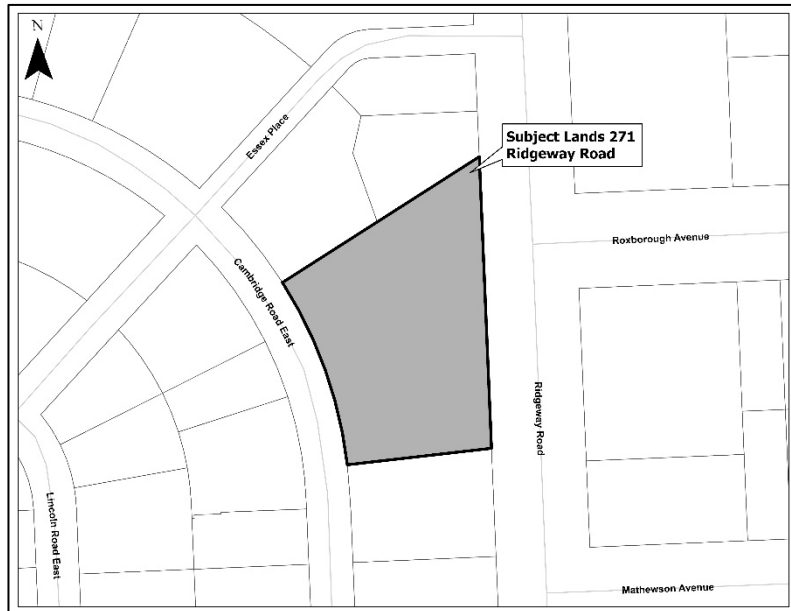 N
Essex Place
Subject Lands 271
Ridgeway Road
Roxborough Avenue
Cambridge Road East
Ridgeway Road
Lincoln Road East
Mathewson Avenue